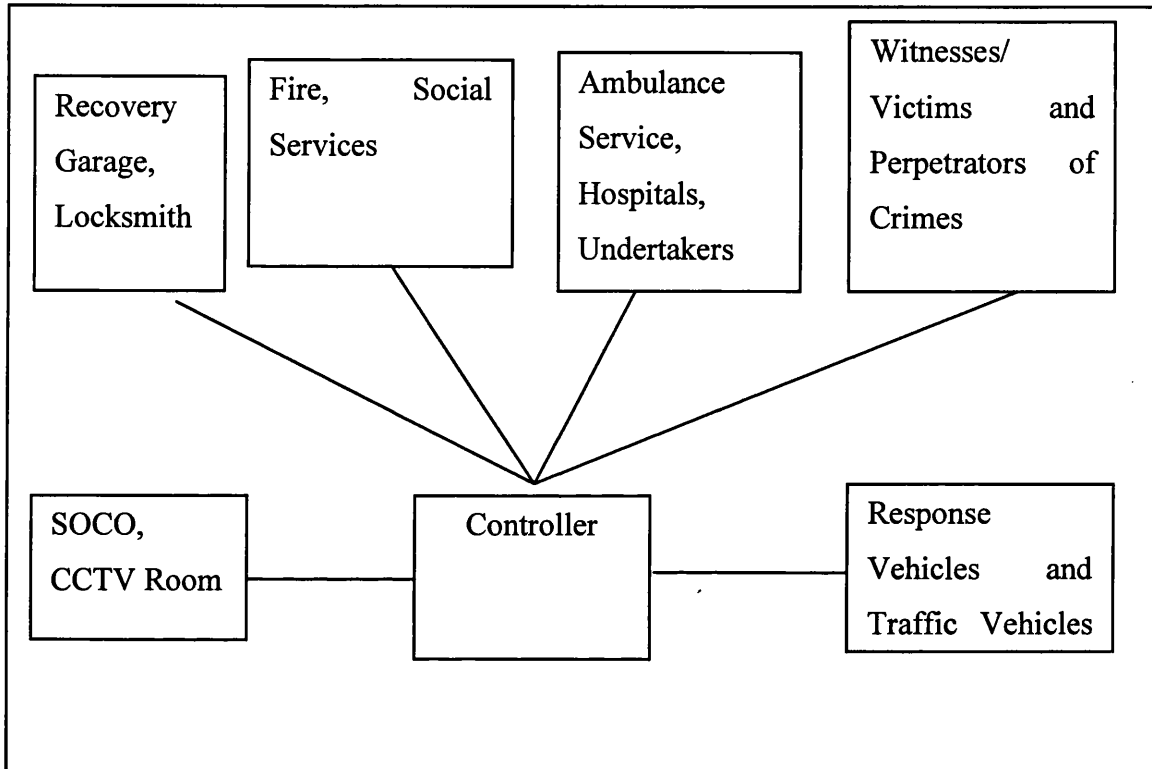 Recovery
Garage,
Locksmith
Fire, Social
Services
Ambulance
Service,
Hospitals,
Undertakers
Witnesses/
Victims and
Perpetrators of
Crimes
SOCO,
CCTV Room
Controller
Response
Vehicles and
Traffic Vehicles